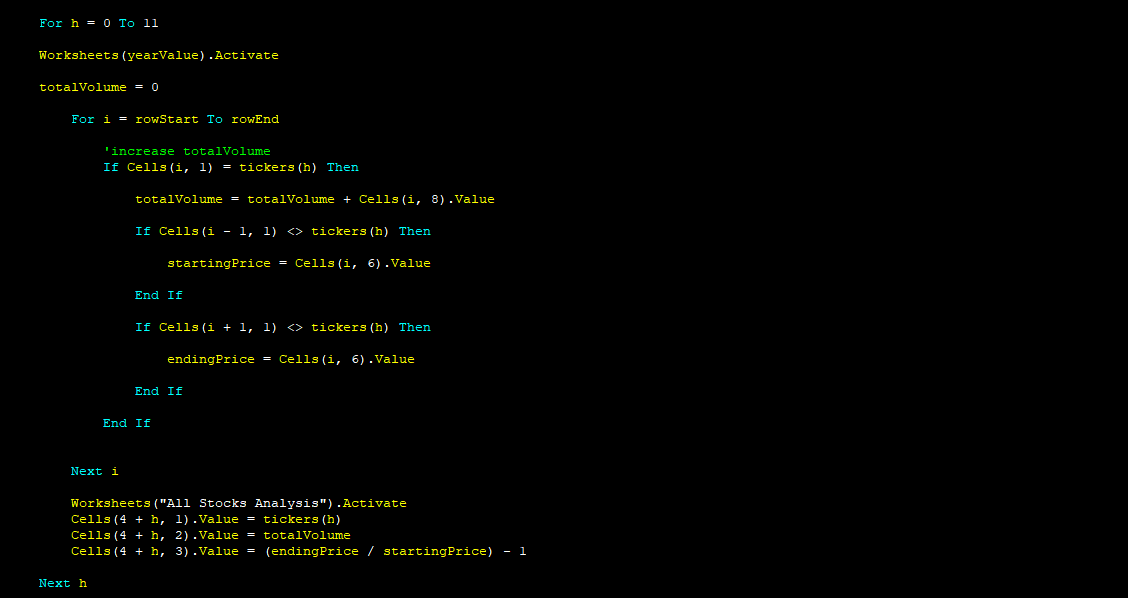 For h = 0 To 11
Worksheets(yearValue).Activate
totalVolume = 0
For i = rowStart To rowEnd
'increase totalVolume
If Cells(i, 1) = tickers(h) Then
totalVolume = totalVolume + Cells(i, 8).Value
If Cells(i - 1, 1) <> tickers(h) Then
startingPrice = Cells(i, 6).Value
End If
If Cells(i + 1, 1) <> tickers(h) Then
endingPrice = Cells(i, 6).Value
End If
End If
Next i
Worksheets("All Stocks Analysis").Activate
Cells(4 + h, 1).Value = tickers(h)
Cells(4 + h, 2).Value = totalVolume
Cells(4 + h, 3).Value = (endingPrice / startingPrice) - 1
Next h